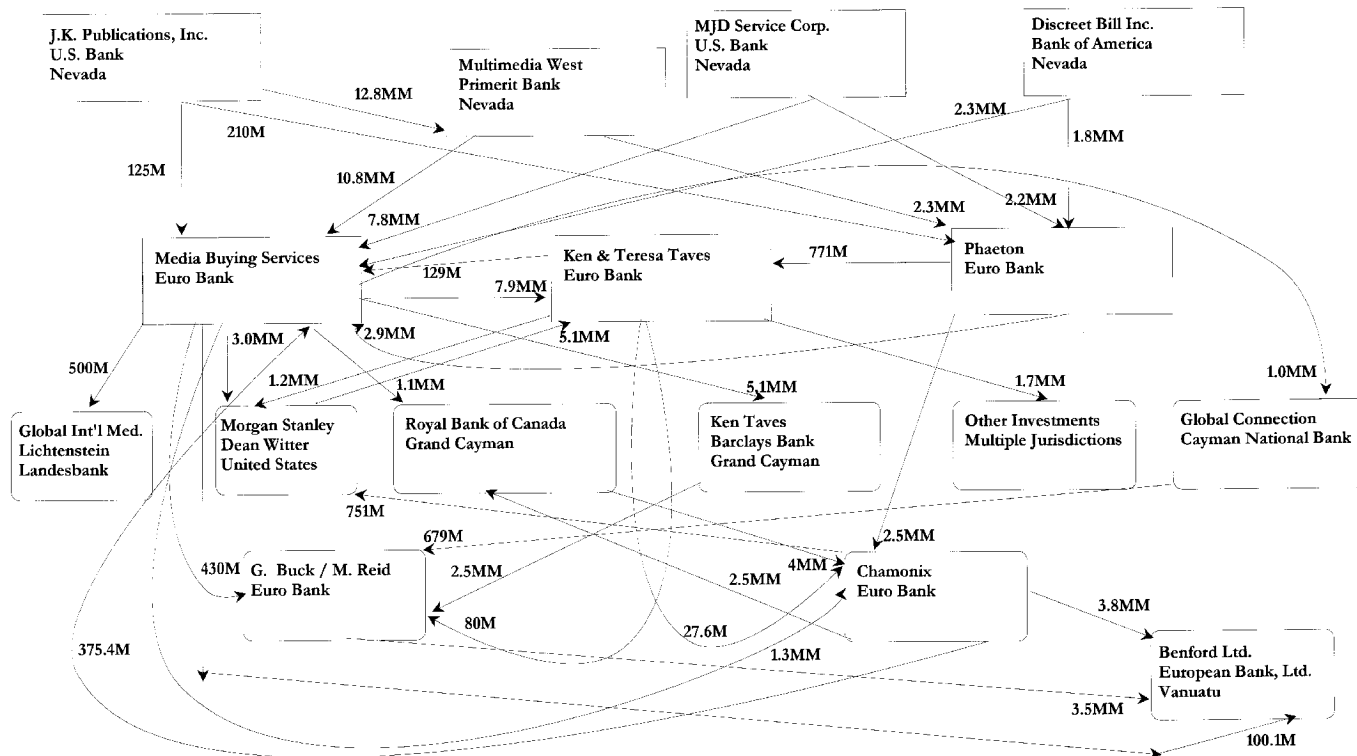 J.K. Publications, Inc.
U.S. Bank
Nevada
Multimedia West
Primerit Bank
Nevada
MJD Service Corp.
U.S. Bank
Nevada
Discreet Bill Inc.
Bank of America
Nevada
12.8MM
210M
125M
10.8MM
7.8MM
2.3MM
1.8MM
2.3MM
2.2MM
Media Buying Services
Euro Bank
129M
7.9MM
Ken & Teresa Taves
Euro Bank
771M
Phaeton
Euro Bank
500M
3.0MM
2.9MM
5.1MM
1.2MM
1.1MM
5.1MM
1.7MM
1.0MM
Global Int'l Med.
Lichtenstein
Landesbank
Morgan Stanley
Dean Witter
United States
Royal Bank of Canada
Grand Cayman
Ken Taves
Barclays Bank
Grand Cayman
Other Investments
Multiple Jurisdictions
Global Connection
Cayman National Bank
751M
679M
2.5MM
430M
G. Buck / M. Reid
Euro Bank
2.5MM
80M
2.5MM
4MM
Chamonix
Euro Bank
27.6M
1.3MM
3.8MM
375.4M
Benford Ltd.
European Bank, Ltd.
Vanuatu
3.5MM
100.1M